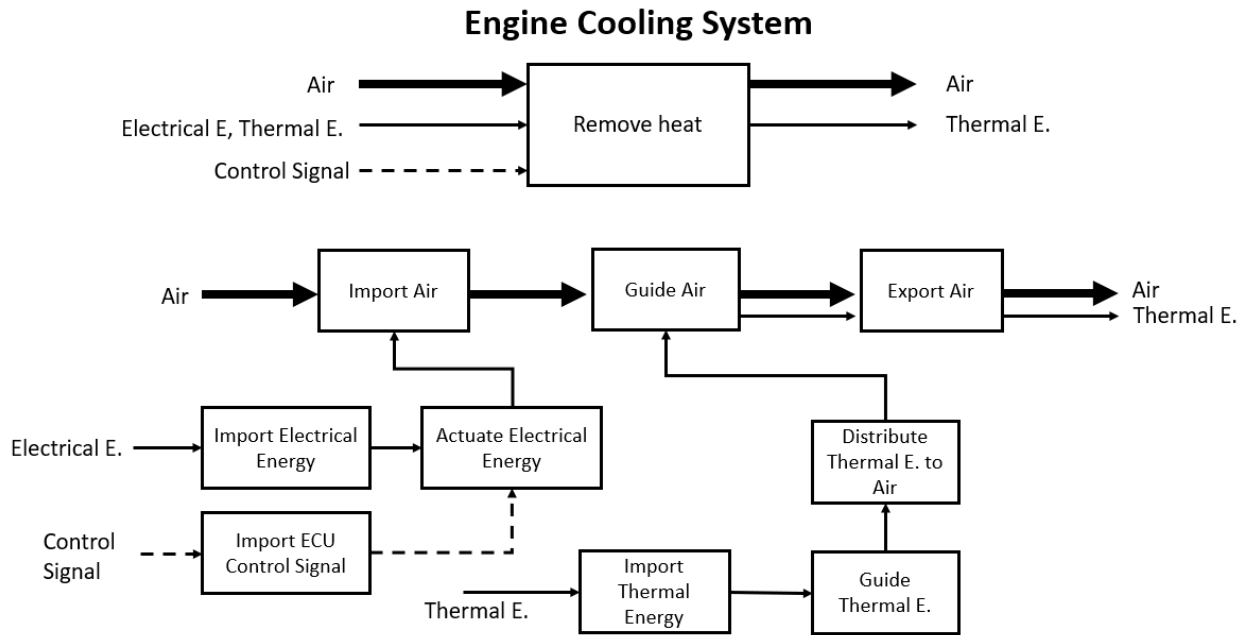 Engine Cooling System
Air
Electrical E, Thermal E.
Control Signal
Remove heat
Air
Thermal E.
Air
Import Air
Guide Air
Export Air
Air
Thermal E.
Electrical E.
Import Electrical
Energy
Actuate Electrical
Energy
Distribute
Thermal E. to
Air
Control
Signal
Import ECU
Control Signal
Thermal E.
Import
Thermal
Energy
Guide
Thermal E.